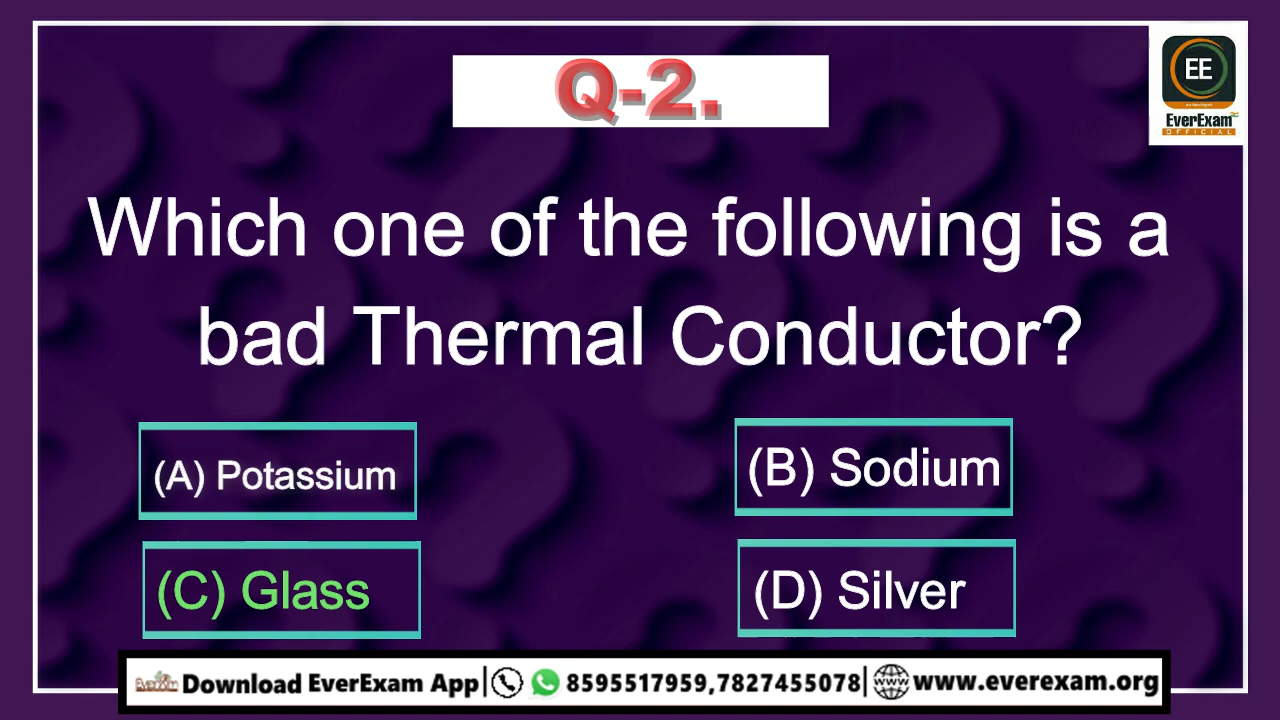 Q-2.
EE
EverExam
OFFICIAL
Which one of the following is a
bad Thermal Conductor?
(A) Potassium
(B) Sodium
(C) Glass
(D) Silver
Download EverExam App| 8595517959,7827455078| www.everexam.org